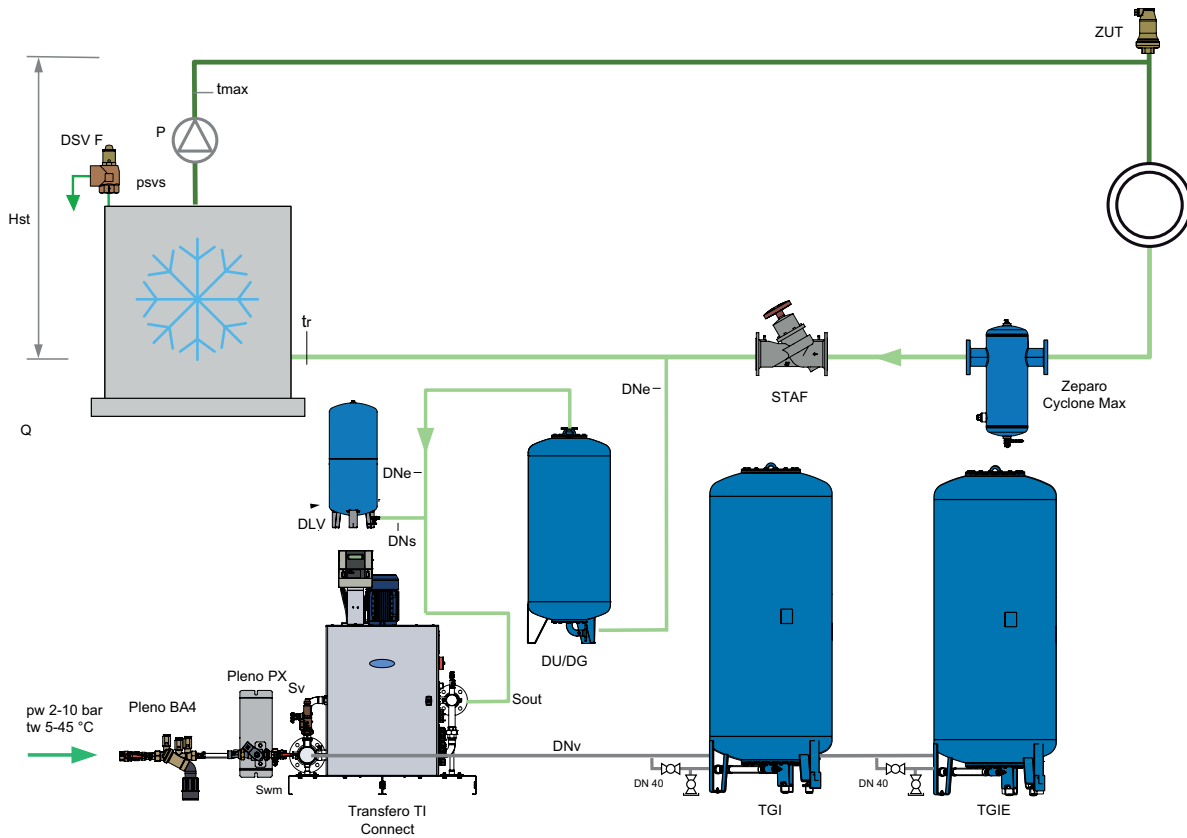 ZUT
tmax
P
DSV F
psvs
Hst
tr
DNe
STAF
Zeparo
Cyclone Max
Q
DNe
DLV
DNs
DU/DG
Pleno PX
Sv
Sout
pw 2-10 bar
tw 5-45 °C
Pleno BA4
DNv
Swm
DN 40
DN 40
Transfero TI
Connect
TGI
TGIE